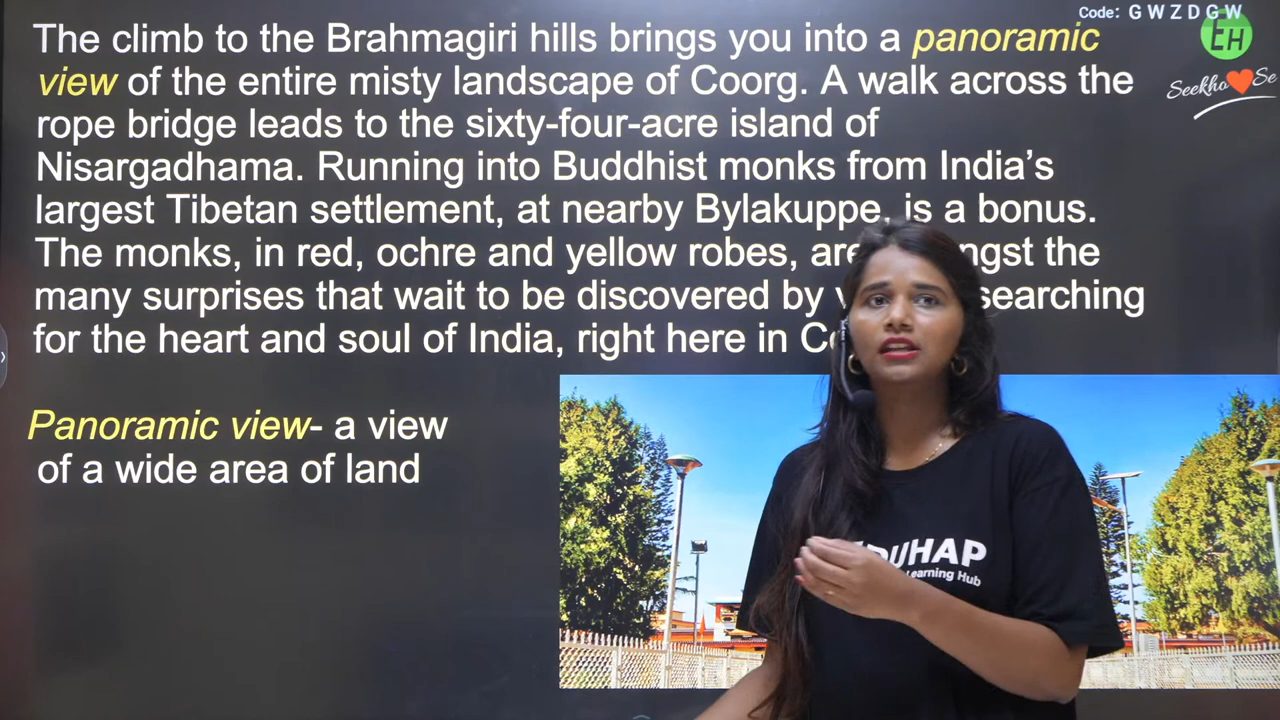 Code: G W Z D G W
EH
Seekho Se
The climb to the Brahmagiri hills brings you into a panoramic
view of the entire misty landscape of Coorg. A walk across the
rope bridge leads to the sixty-four-acre island of
Nisargadhama. Running into Buddhist monks from India’s
largest Tibetan settlement, at nearby Bylakuppe, is a bonus.
The monks, in red, ochre and yellow robes, are the
many surprises that wait to be discovered by searching
for the heart and soul of India, right here in
Panoramic view- a view
of a wide area of land
DUHAP
earning Hub